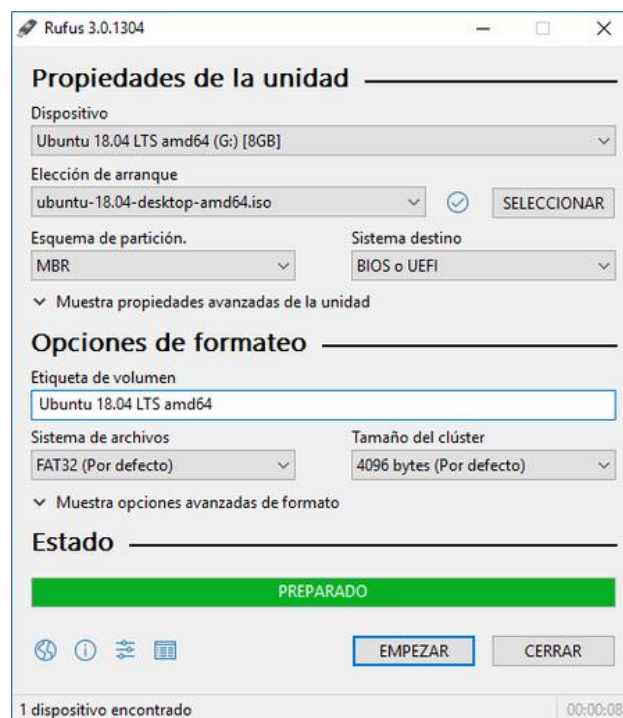 Rufus 3.0.1304
Propiedades de la unidad
Dispositivo
Ubuntu 18.04 LTS amd64 (G:) [8GB]
Elección de arranque
ubuntu-18.04-desktop-amd64.iso SELECCIONAR
Esquema de partición. Sistema destino
MBR BIOS o UEFI
Muestra propiedades avanzadas de la unidad
Opciones de formateo
Etiqueta de volumen
Ubuntu 18.04 LTS amd64
Sistema de archivos Tamaño del clúster
FAT32 (Por defecto) 4096 bytes (Por defecto)
Muestra opciones avanzadas de formato
Estado
PREPARADO
EMPEZAR CERRAR
1 dispositivo encontrado 00:00:08